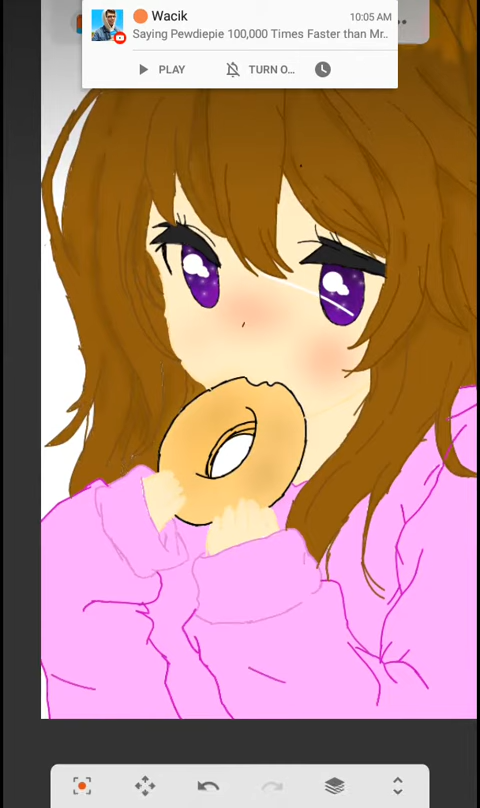 Wacik
10:05 AM
Saying Pewdiepie 100,000 Times Faster than Mr..
PLAY
TURN O...